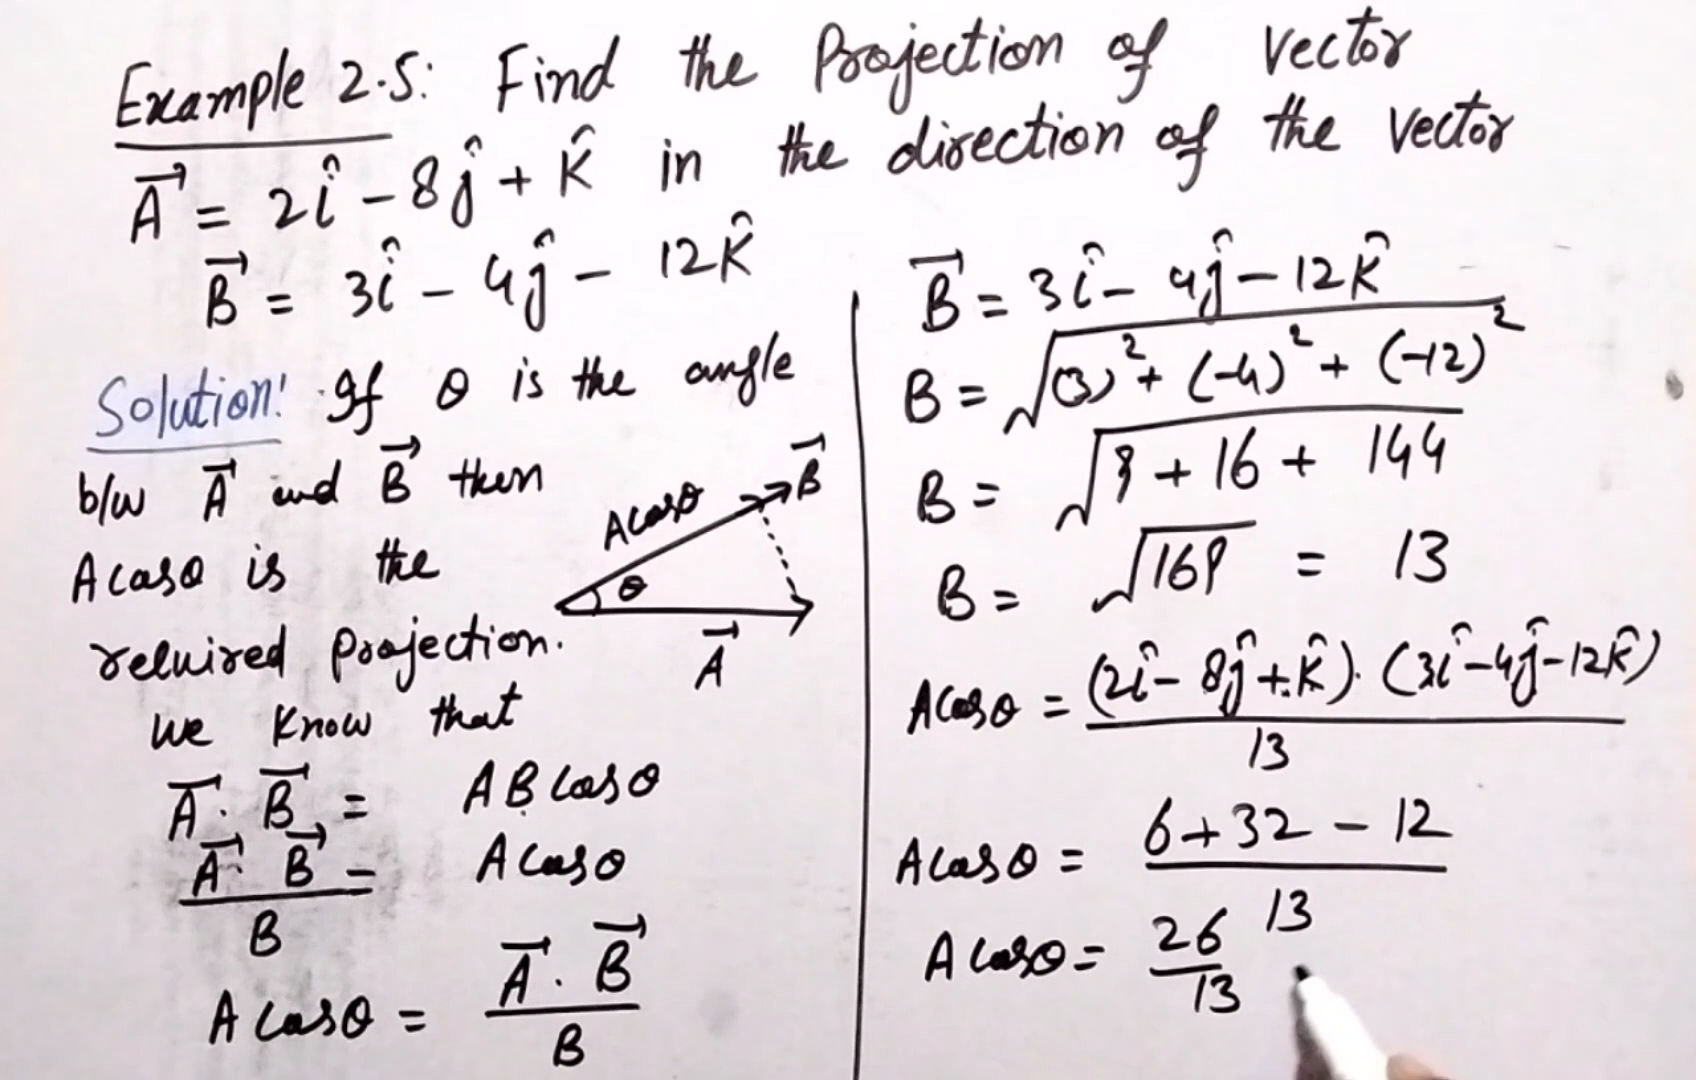 Example 2.5: Find the Projection of vector
A⃗ = 2î - 8ĵ + K̂ in the direction of the vector
B⃗ = 3î - 4ĵ - 12K̂
Solution: If θ is the angle
b/w A⃗ and B⃗ then
A cosθ is the
reluired Projection.
we Know that
A⃗ . B⃗ = AB cosθ
A⃗ . B⃗ / B = A cosθ
A cosθ = A⃗ . B⃗ / B
A cosθ
B⃗
θ
A⃗
B⃗ = 3î - 4ĵ - 12K̂
B = √(3)² + (-4)² + (-12)²
B = √9 + 16 + 144
B = √169 = 13
A cosθ = (2î - 8ĵ + K̂) . (3î - 4ĵ - 12K̂) / 13
A cosθ = 6 + 32 - 12 / 13
A cosθ = 26 / 13